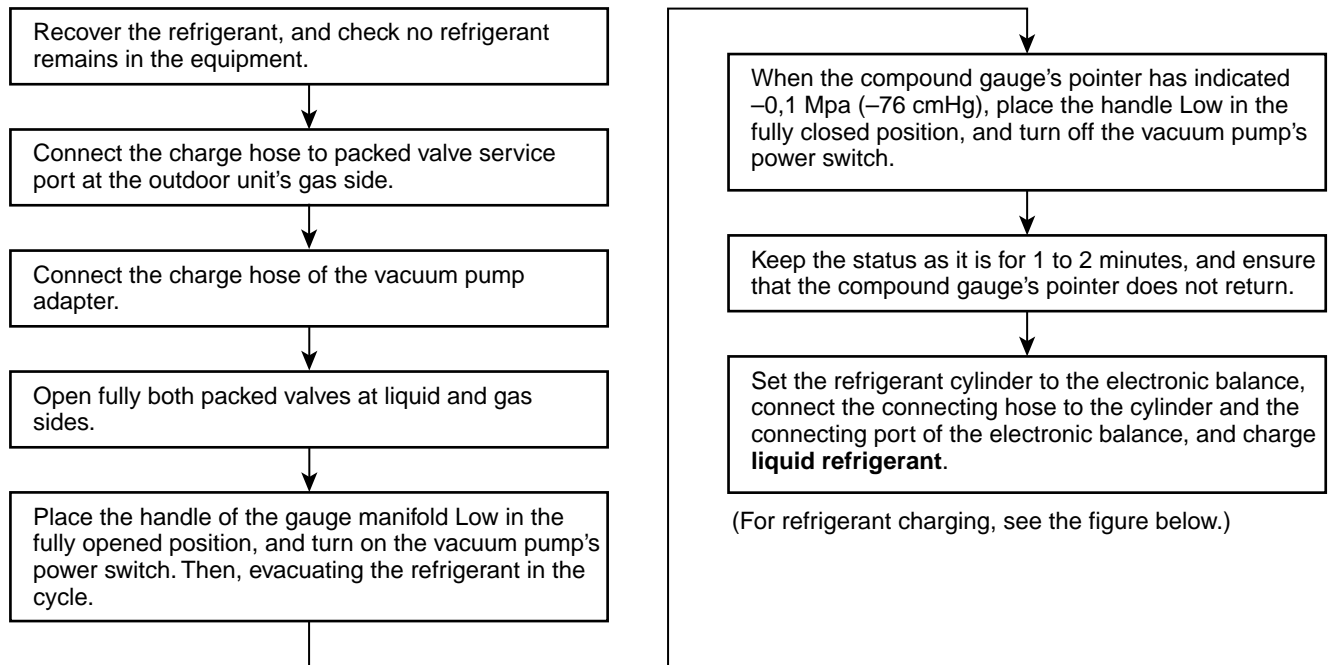 Recover the refrigerant, and check no refrigerant
remains in the equipment.
Connect the charge hose to packed valve service
port at the outdoor unit's gas side.
Connect the charge hose of the vacuum pump
adapter.
Open fully both packed valves at liquid and gas
sides.
Place the handle of the gauge manifold Low in the
fully opened position, and turn on the vacuum pump's
power switch. Then, evacuating the refrigerant in the
cycle.
When the compound gauge's pointer has indicated
–0,1 Mpa (–76 cmHg), place the handle Low in the
fully closed position, and turn off the vacuum pump's
power switch.
Keep the status as it is for 1 to 2 minutes, and ensure
that the compound gauge's pointer does not return.
Set the refrigerant cylinder to the electronic balance,
connect the connecting hose to the cylinder and the
connecting port of the electronic balance, and charge
liquid refrigerant.
(For refrigerant charging, see the figure below.)